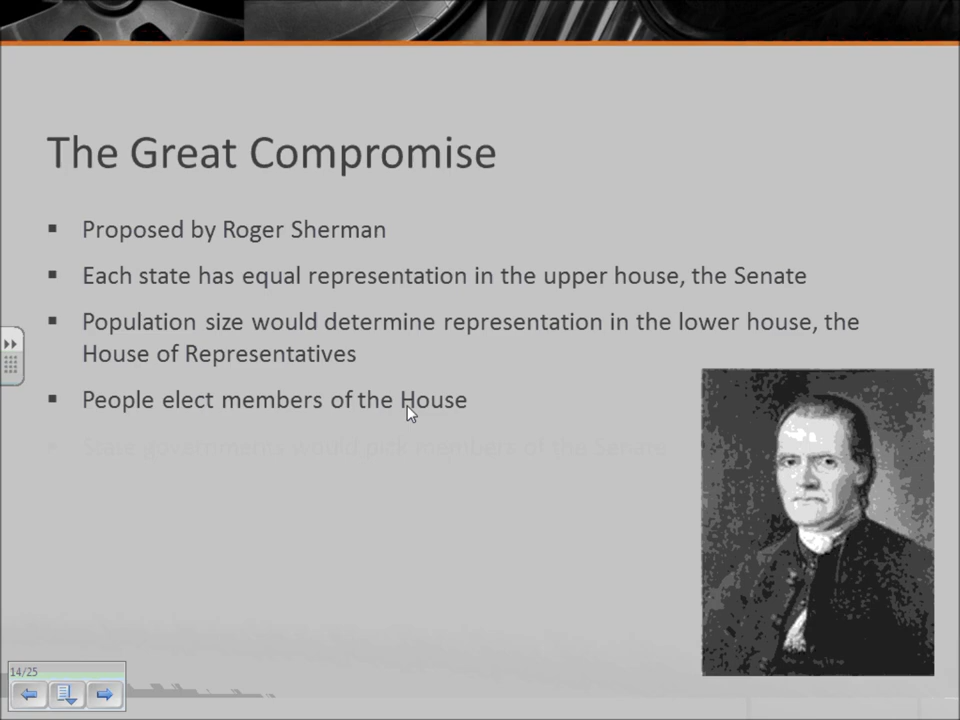 The Great Compromise
▪ Proposed by Roger Sherman
▪ Each state has equal representation in the upper house, the Senate
▪ Population size would determine representation in the lower house, the
House of Representatives
▪ People elect members of the House
▪ State governments would pick members of the Senate
14/25